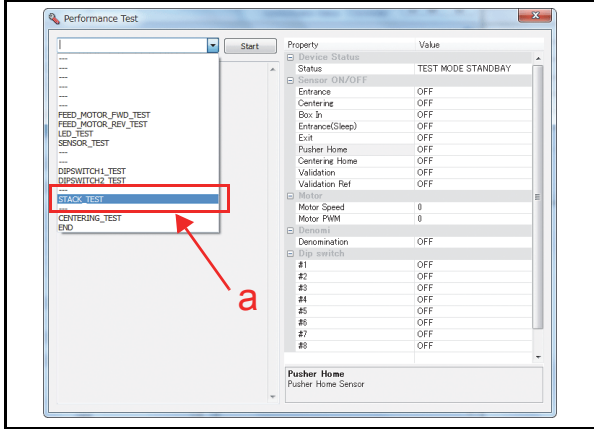 Performance Test
Start
---
---
---
---
---
FEED_MOTOR_FWD_TEST
FEED_MOTOR_REV_TEST
LED_TEST
SENSOR_TEST
---
---
DIPSWITCH1_TEST
DIPSWITCH2_TEST
---
STACK_TEST
---
CENTERING_TEST
END
a
Property Value
Device Status
Status TEST MODE STANDBAY
Sensor ON/OFF
Entrance OFF
Centering OFF
Box In OFF
Entrance(Sleep) OFF
Exit OFF
Pusher Home OFF
Centering Home OFF
Validation OFF
Validation Ref OFF
Motor
Motor Speed 0
Motor PWM 0
Denomi
Denomination OFF
Dip switch
#1 OFF
#2 OFF
#3 OFF
#4 OFF
#5 OFF
#6 OFF
#7 OFF
#8 OFF
Pusher Home
Pusher Home Sensor